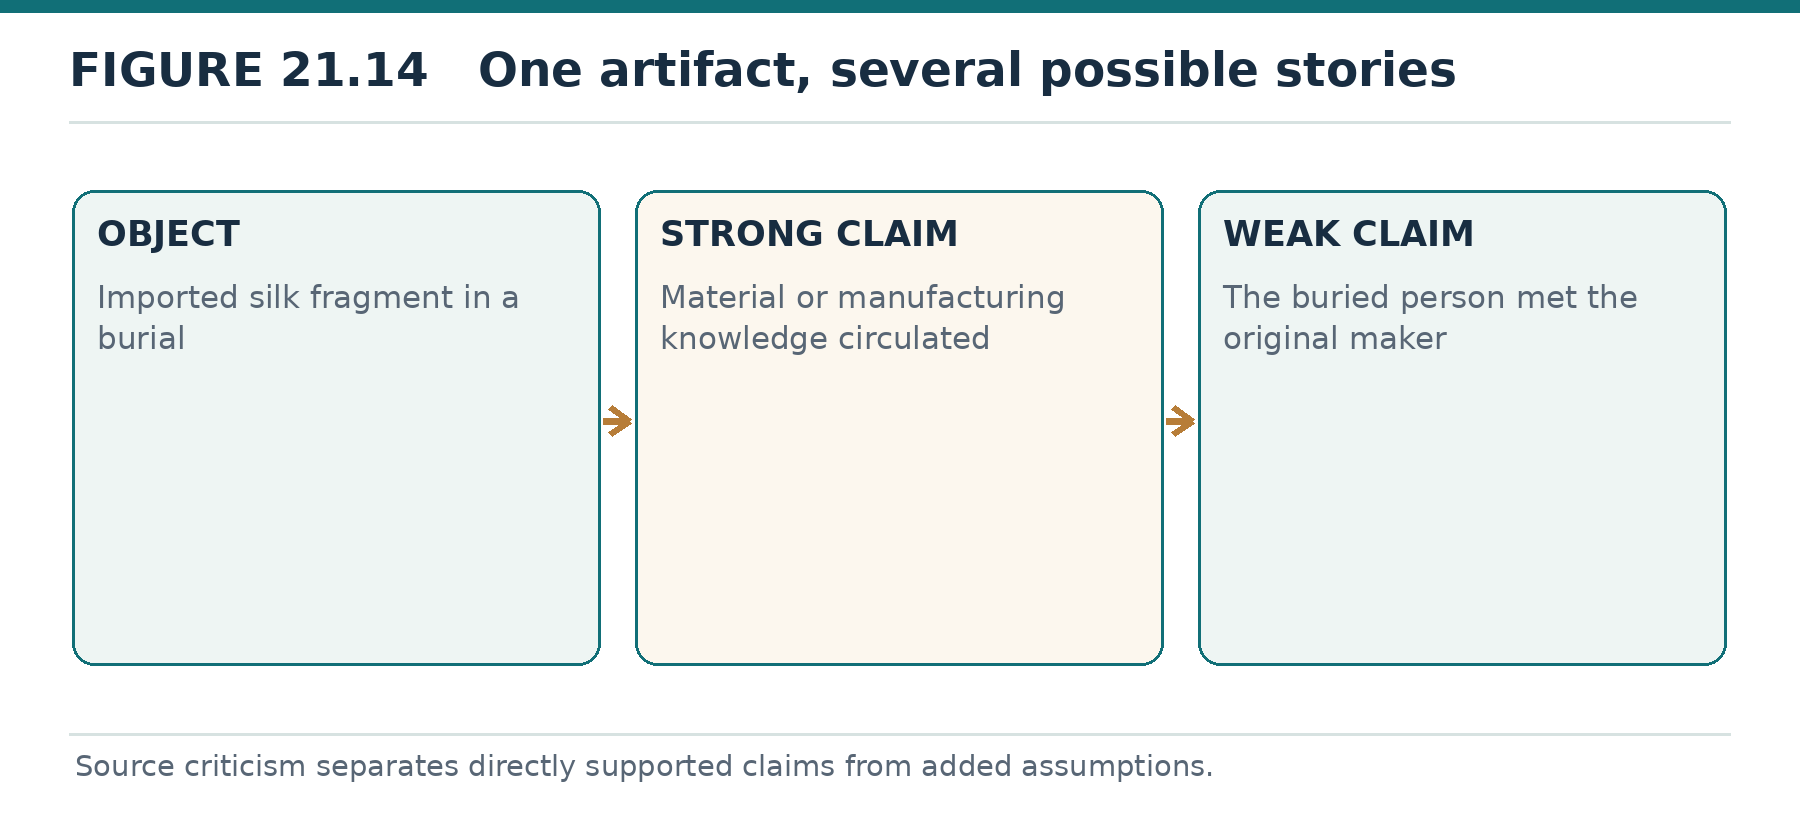 FIGURE 21.14 One artifact, several possible stories
OBJECT
Imported silk fragment in a
burial
STRONG CLAIM
Material or manufacturing
knowledge circulated
WEAK CLAIM
The buried person met the
original maker
Source criticism separates directly supported claims from added assumptions.